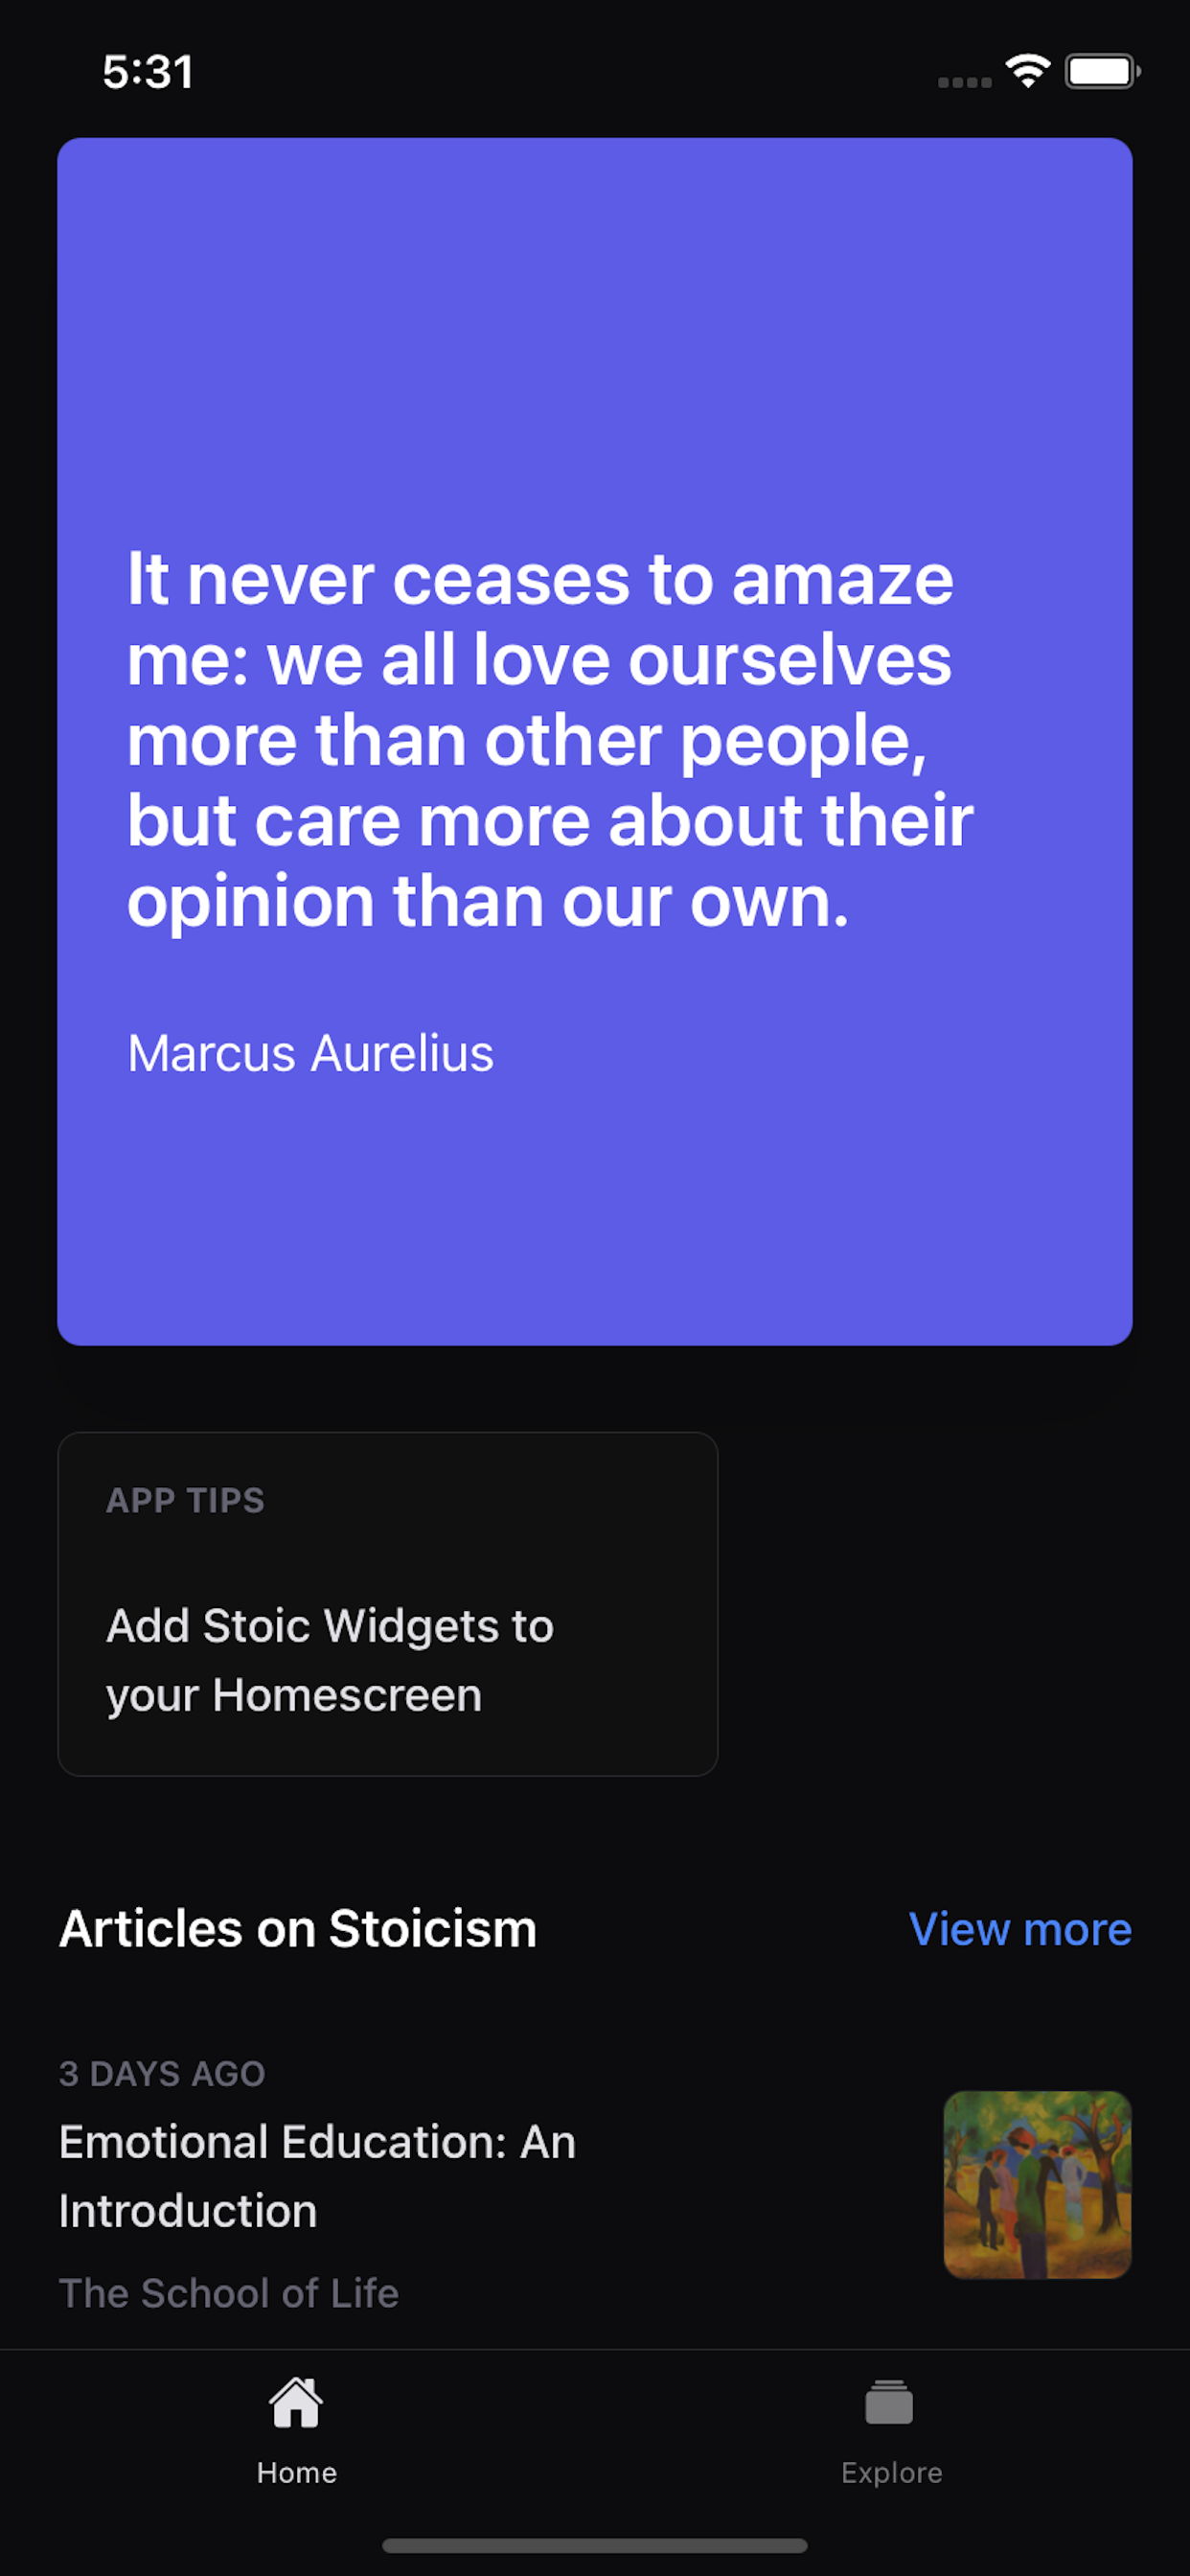 5:31
It never ceases to amaze
me: we all love ourselves
more than other people,
but care more about their
opinion than our own.
Marcus Aurelius
APP TIPS
Add Stoic Widgets to
your Homescreen
Articles on Stoicism
View more
3 DAYS AGO
Emotional Education: An
Introduction
The School of Life
Home
Explore